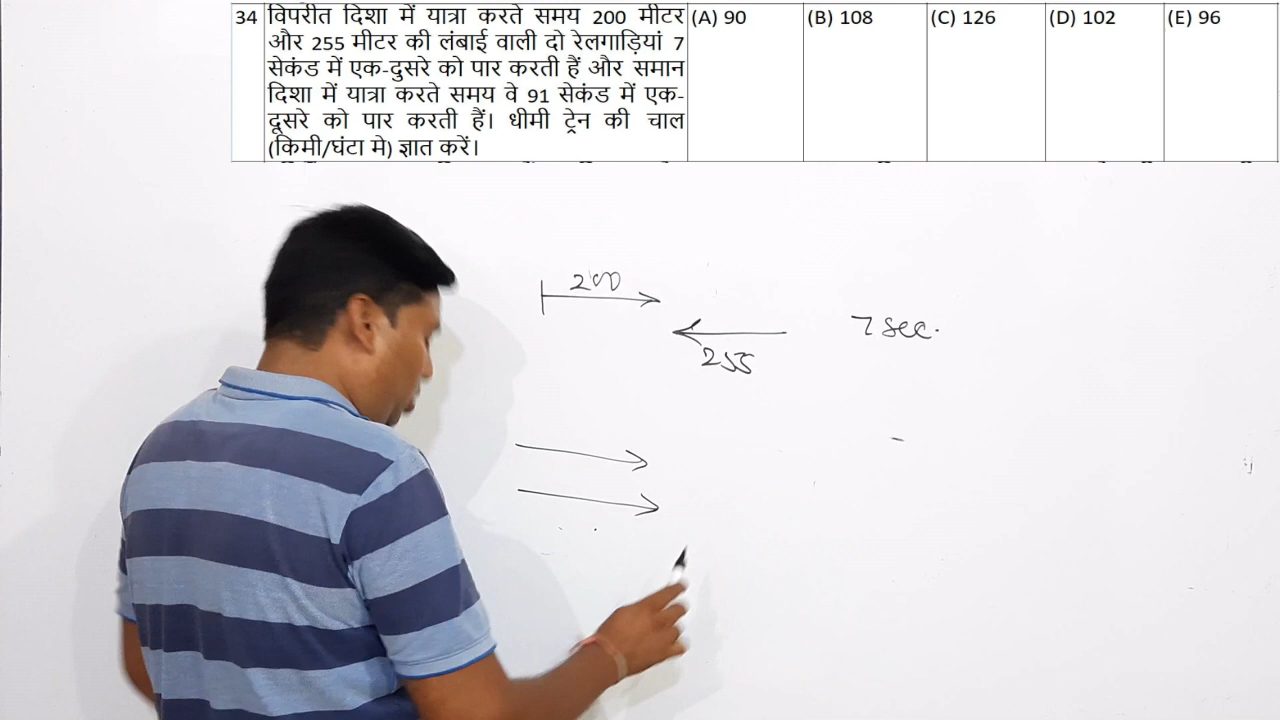 34 विपरीत दिशा में यात्रा करते समय 200 मीटर (A) 90 (B) 108 (C) 126 (D) 102 (E) 96
और 255 मीटर की लंबाई वाली दो रेलगाड़ियां 7
सेकंड में एक-दुसरे को पार करती हैं और समान
दिशा में यात्रा करते समय वे 91 सेकंड में एक-
दूसरे को पार करती हैं। धीमी ट्रेन की चाल
(किमी/घंटा मे) ज्ञात करें।
200
7 sec.
255